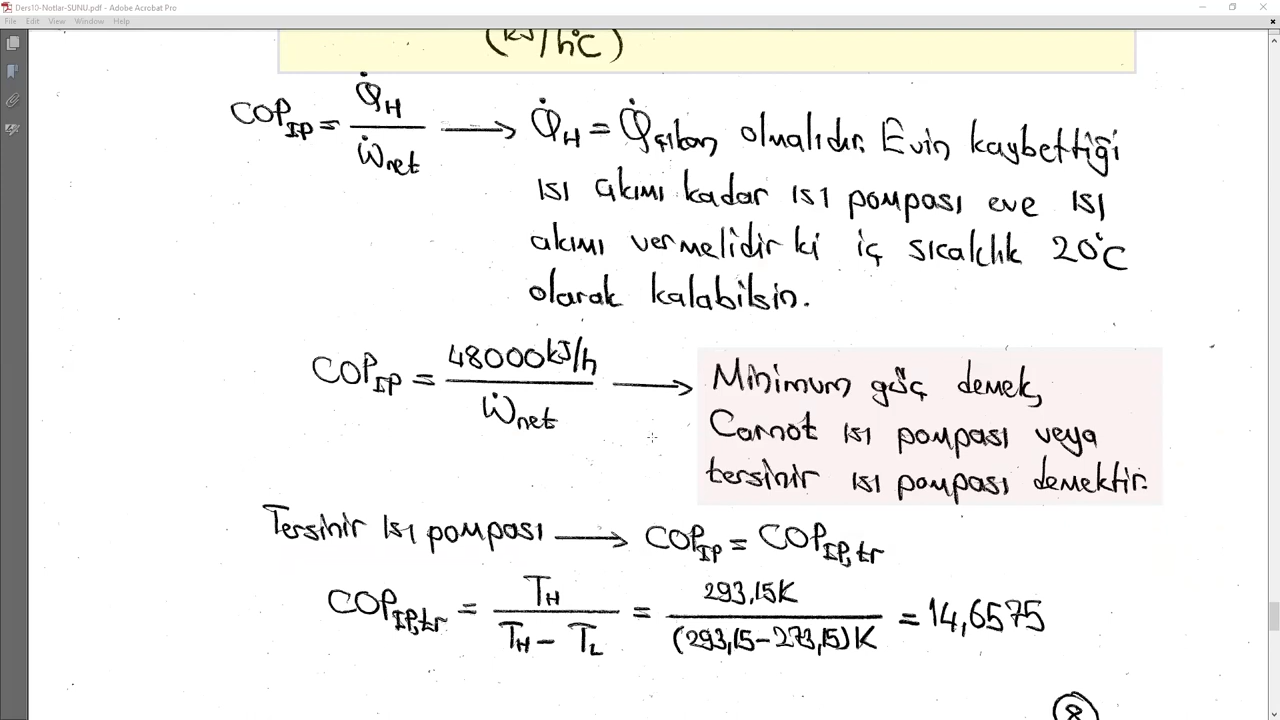 Ders10-Notlar-SUNU.pdf - Adobe Acrobat Pro
File Edit View Window Help
(kJ/h°C)
COP_IP = Q̇_H / Ẇ_net → Q̇_H = Q̇_çıkan olmalıdır. Evin kaybettiği
ısı akımı kadar ısı pompası eve ısı
akımı vermelidir ki iç sıcaklık 20°C
olarak kalabilsin.
COP_IP = 48000 kJ/h / Ẇ_net → Minimum güç demek,
Carnot ısı pompası veya
tersinir ısı pompası demektir.
Tersinir ısı pompası → COP_IP = COP_IP,tr
COP_IP,tr = T_H / (T_H − T_L) = 293,15K / (293,15−273,15)K = 14,6575
8